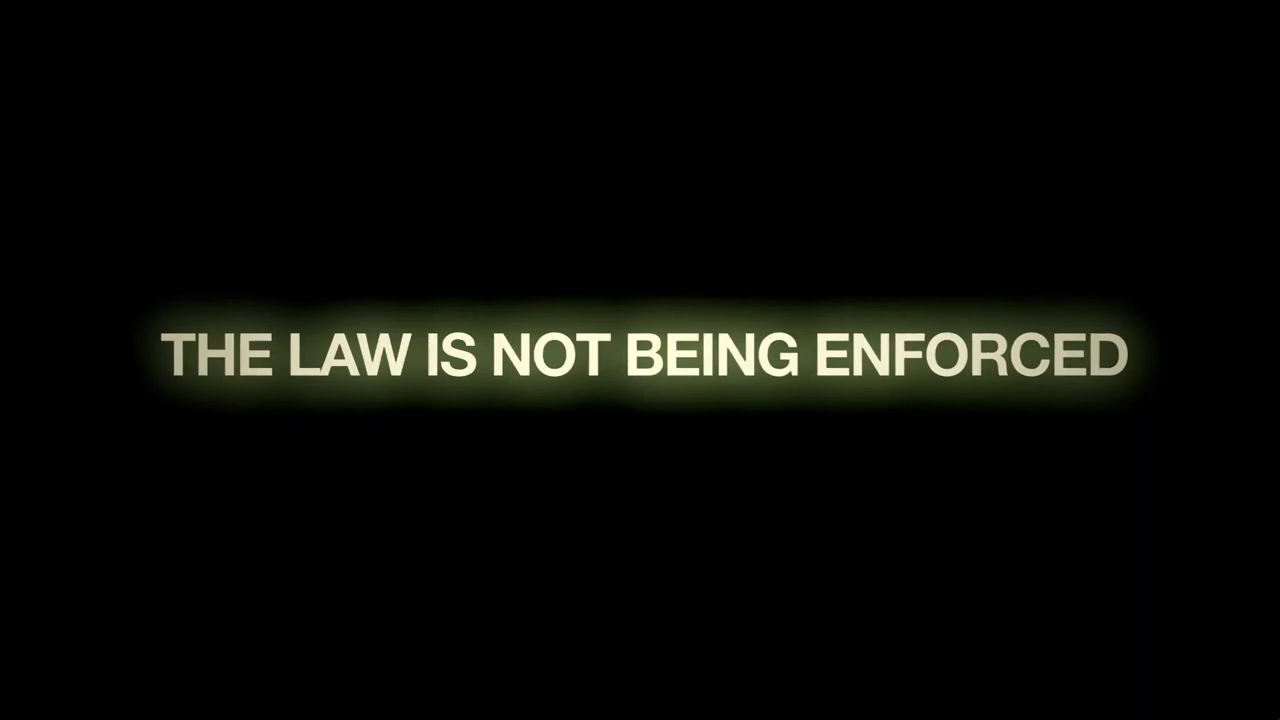 THE LAW IS NOT BEING ENFORCED